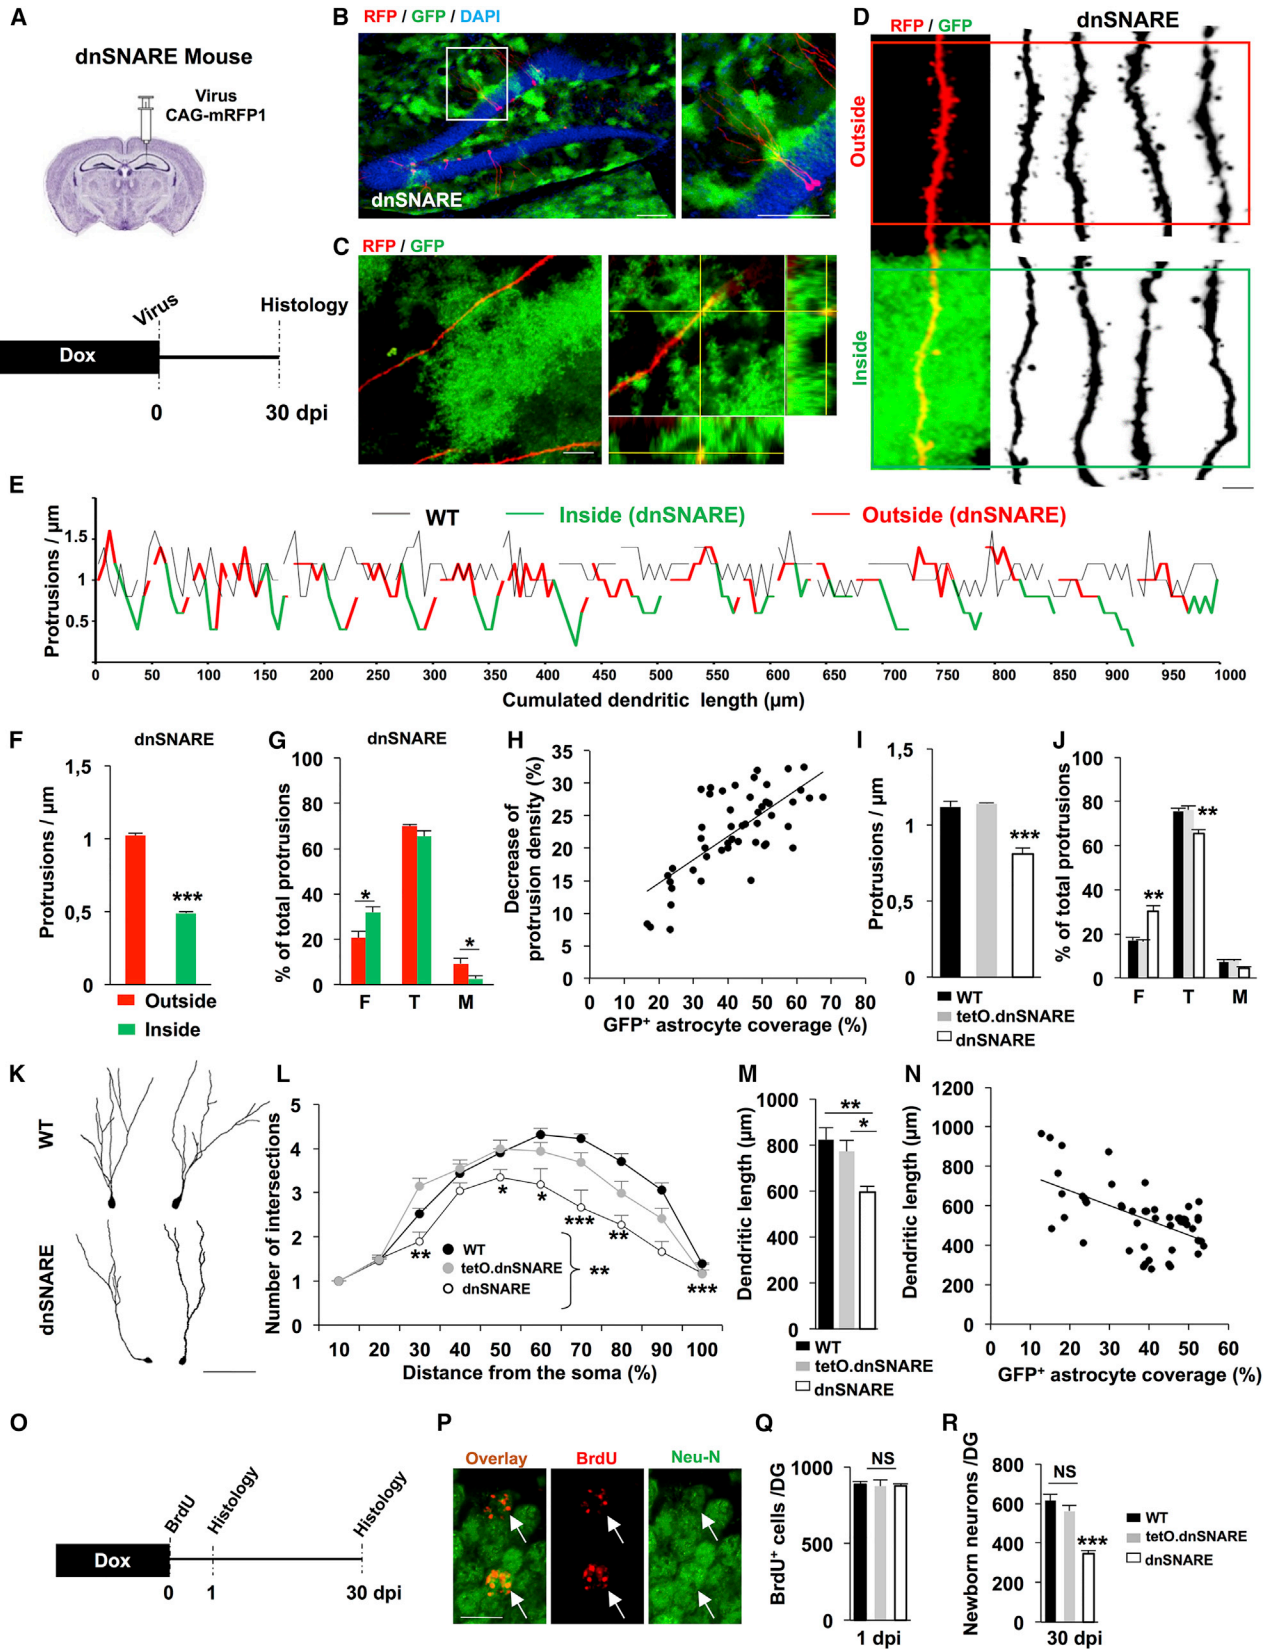 A
dnSNARE Mouse
Virus
CAG-mRFP1
Virus
Histology
Dox
0
30 dpi
B
RFP / GFP / DAPI
dnSNARE
C
RFP / GFP
D
RFP / GFP
dnSNARE
Outside
Inside
E
WT
Inside (dnSNARE)
Outside (dnSNARE)
Protrusions / µm
1.5
1
0.5
0 50 100 150 200 250 300 350 400 450 500 550 600 650 700 750 800 850 900 950 1000
Cumulated dendritic length (µm)
F
dnSNARE
Protrusions / µm
1,5
1
0,5
0
***
Outside
Inside
G
dnSNARE
% of total protrusions
100
80
60
40
20
0
*
*
F T M
H
Decrease of
protrusion density (%)
35
30
25
20
15
10
5
0
0 10 20 30 40 50 60 70 80
GFP+ astrocyte coverage (%)
I
Protrusions / µm
1,5
1
0,5
0
***
WT
tetO.dnSNARE
dnSNARE
J
% of total protrusions
100
80
60
40
20
0
**
**
F T M
K
WT
dnSNARE
L
Number of intersections
5
4
3
2
1
0
**
*
*
***
**
***
WT
tetO.dnSNARE
dnSNARE
**
10 20 30 40 50 60 70 80 90 100
Distance from the soma (%)
M
Dendritic length (µm)
1000
800
600
400
200
0
**
*
WT
tetO.dnSNARE
dnSNARE
N
Dendritic length (µm)
1200
1000
800
600
400
200
0
0 10 20 30 40 50 60
GFP+ astrocyte coverage (%)
O
BrdU
Histology
Histology
Dox
0
1
30 dpi
P
Overlay
BrdU
Neu-N
Q
BrdU+ cells /DG
1000
500
0
NS
1 dpi
R
Newborn neurons /DG
800
600
400
200
0
NS
***
30 dpi
WT
tetO.dnSNARE
dnSNARE